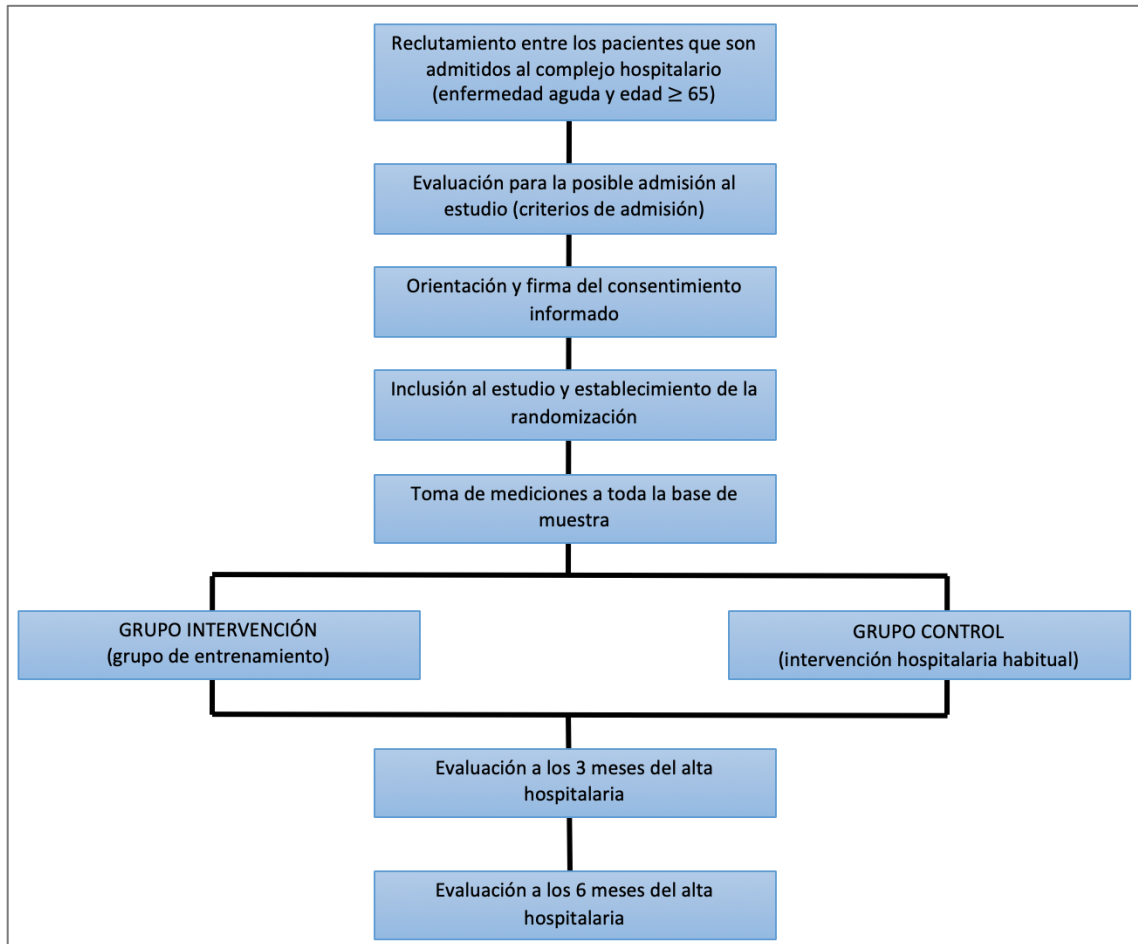 Reclutamiento entre los pacientes que son
admitidos al complejo hospitalario
(enfermedad aguda y edad ≥ 65)
Evaluación para la posible admisión al
estudio (criterios de admisión)
Orientación y firma del consentimiento
informado
Inclusión al estudio y establecimiento de la
randomización
Toma de mediciones a toda la base de
muestra
GRUPO INTERVENCIÓN
(grupo de entrenamiento)
GRUPO CONTROL
(intervención hospitalaria habitual)
Evaluación a los 3 meses del alta
hospitalaria
Evaluación a los 6 meses del alta
hospitalaria